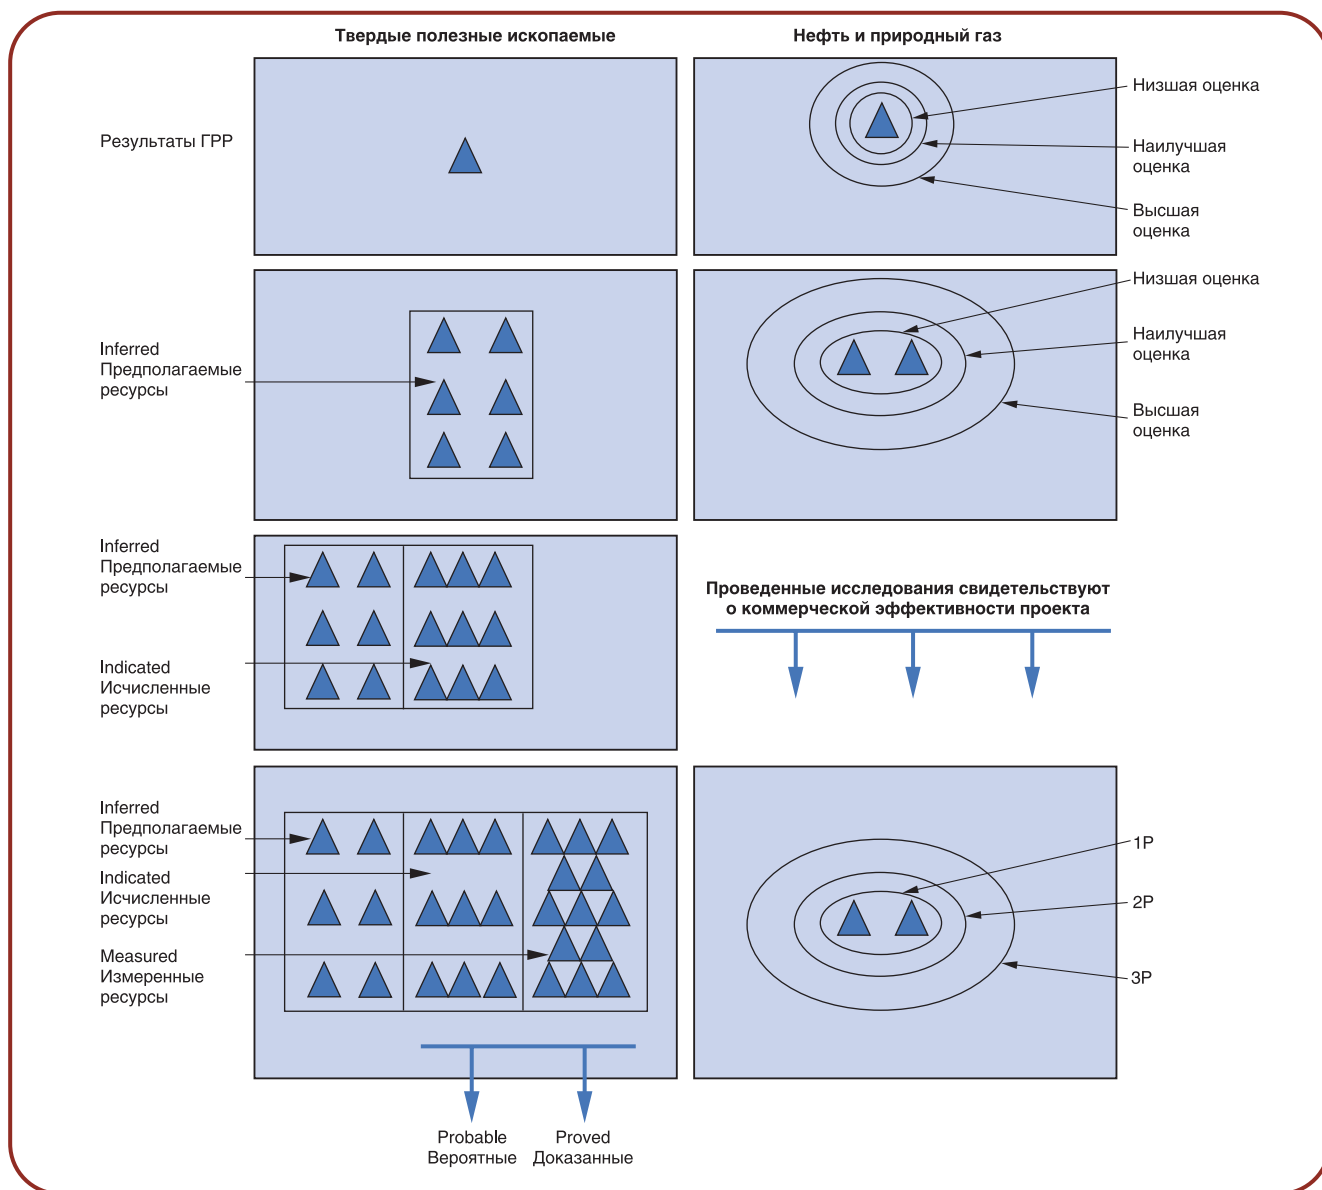 Твердые полезные ископаемые
Нефть и природный газ
Результаты ГРР
Низшая оценка
Наилучшая
оценка
Высшая
оценка
Inferred
Предполагаемые
ресурсы
Низшая оценка
Наилучшая
оценка
Высшая
оценка
Inferred
Предполагаемые
ресурсы
Indicated
Исчисленные
ресурсы
Проведенные исследования свидетельствуют
о коммерческой эффективности проекта
Inferred
Предполагаемые
ресурсы
Indicated
Исчисленные
ресурсы
Measured
Измеренные
ресурсы
1P
2P
3P
Probable
Вероятные
Proved
Доказанные